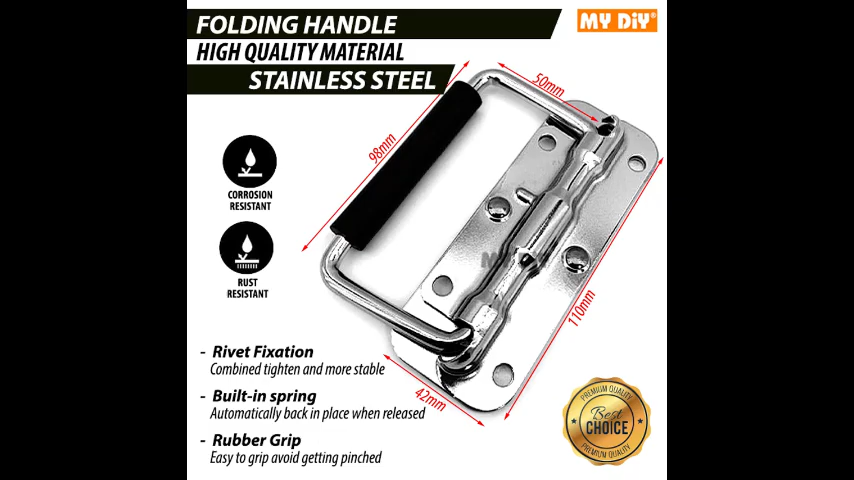 FOLDING HANDLE
HIGH QUALITY MATERIAL
STAINLESS STEEL
MY DiY®
50mm
98mm
110mm
42mm
CORROSION
RESISTANT
RUST
RESISTANT
- Rivet Fixation
Combined tighten and more stable
- Built-in spring
Automatically back in place when released
- Rubber Grip
Easy to grip avoid getting pinched
PREMIUM QUALITY
Best
CHOICE
PREMIUM QUALITY